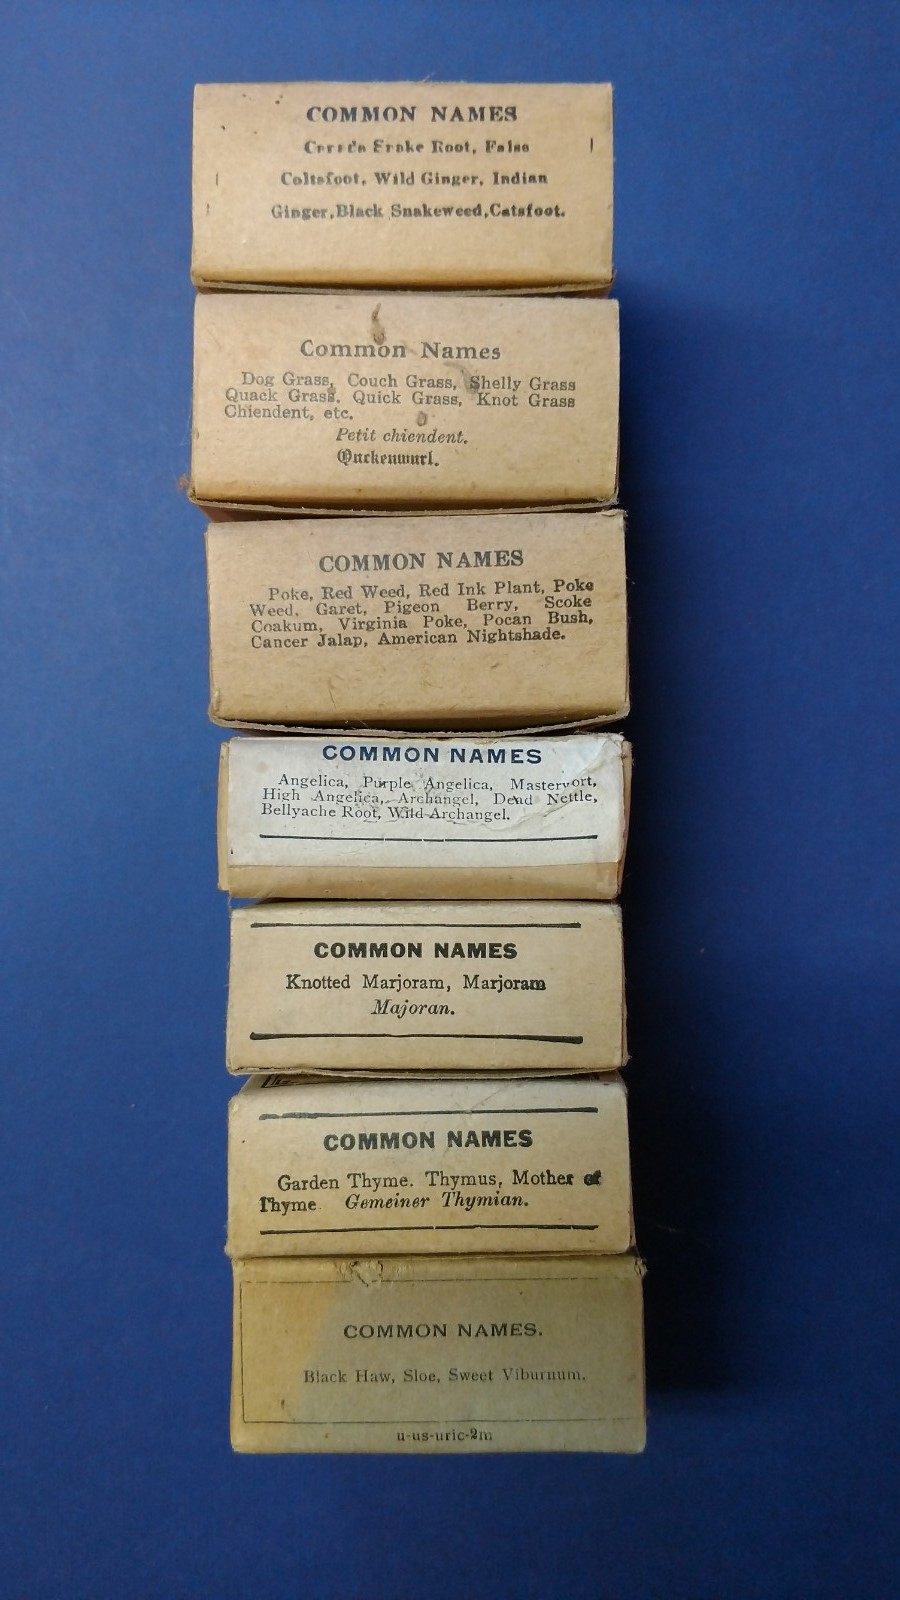 COMMON NAMES
Snake Root, False
Coltsfoot, Wild Ginger, Indian
Ginger,Black Snakeweed,Catsfoot.
Common Names
Dog Grass, Couch Grass, Shelly Grass
Quack Grass. Quick Grass, Knot Grass
Chiendent, etc.
Petit chiendent.
COMMON NAMES
Poke, Red Weed, Red Ink Plant, Poke
Weed, Garet, Pigeon Berry, Scoke
Coakum, Virginia Poke, Pocan Bush,
Cancer Jalap, American Nightshade.
COMMON NAMES
Angelica, Purple Angelica, Masterwort,
High Angelica, Archangel, Dead Nettle,
Bellyache Root, Wild Archangel.
COMMON NAMES
Knotted Marjoram, Marjoram
Majoran.
COMMON NAMES
Garden Thyme. Thymus, Mother of
Thyme. Gemeiner Thymian.
COMMON NAMES.
Black Haw, Sloe, Sweet Viburnum.
u-us-uric-2m